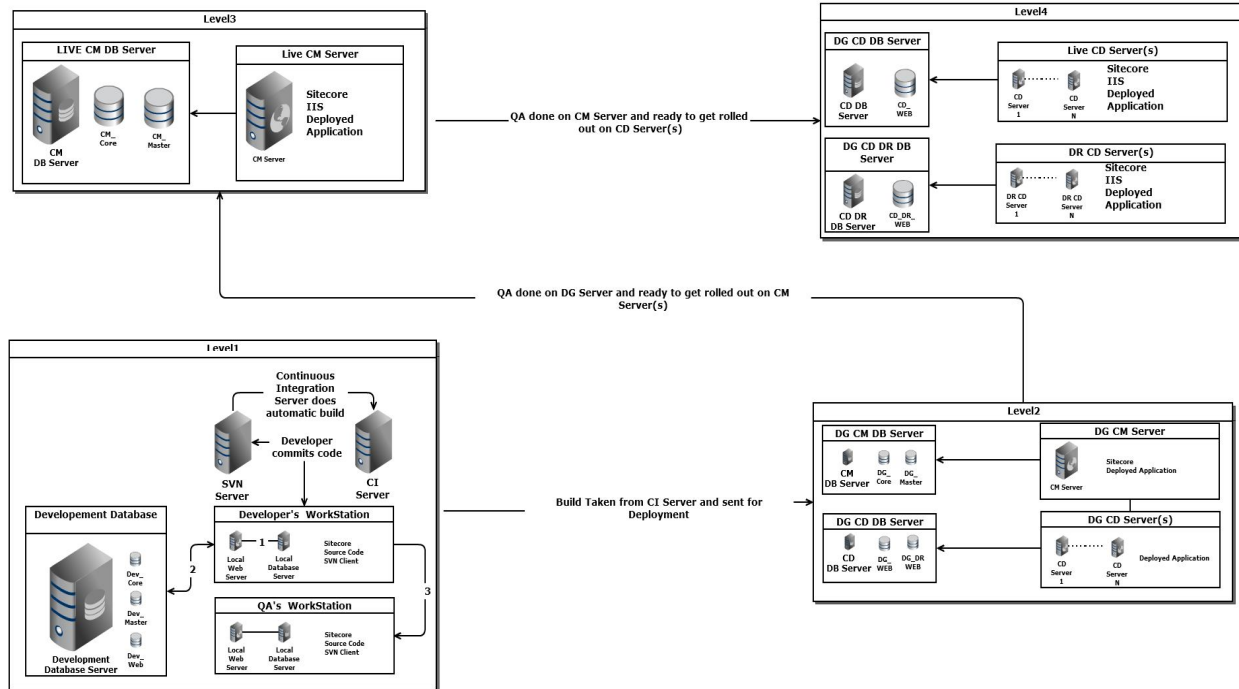 Level3
LIVE CM DB Server
CM
DB Server
CM_
Core
CM_
Master
Live CM Server
CM Server
Sitecore
IIS
Deployed
Application
QA done on CM Server and ready to get rolled
out on CD Server(s)
Level4
DG CD DB Server
CD DB
Server
CD_
WEB
Live CD Server(s)
CD
Server
1
CD
Server
N
Sitecore
IIS
Deployed
Application
DG CD DR DB
Server
CD DR
DB Server
CD_DR_
WEB
DR CD Server(s)
DR CD
Server
1
DR CD
Server
N
Sitecore
IIS
Deployed
Application
QA done on DG Server and ready to get rolled out on CM
Server(s)
Level1
Continuous
Integration
Server does
automatic build
Developer
commits code
SVN
Server
CI
Server
Developement Database
Development
Database Server
Dev_
Core
Dev_
Master
Dev_
Web
2
Developer's WorkStation
1
Local
Web
Server
Local
Database
Server
Sitecore
Source Code
SVN Client
3
QA's WorkStation
Local
Web
Server
Local
Database
Server
Sitecore
Source Code
SVN Client
Build Taken from CI Server and sent for
Deployment
Level2
DG CM DB Server
CM
DB Server
DG_
Core
DG_
Master
DG CM Server
CM Server
Sitecore
Deployed Application
DG CD DB Server
CD
DB Server
DG_
WEB
DG_DR
WEB
DG CD Server(s)
CD
Server
1
CD
Server
N
Deployed Application